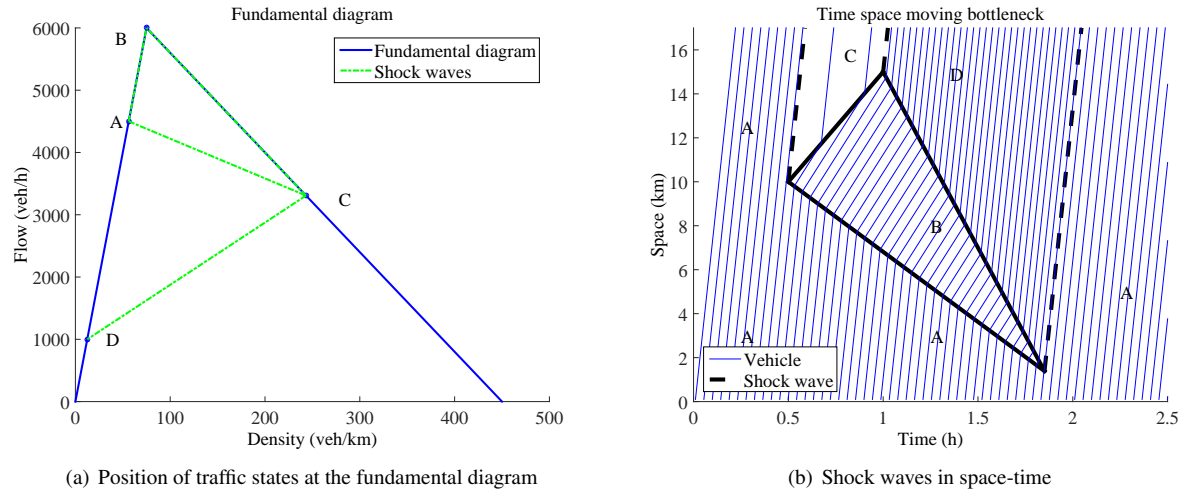 Fundamental diagram
6000
5000
4000
3000
2000
1000
0
Flow (veh/h)
B
A
C
D
Fundamental diagram
Shock waves
0 100 200 300 400 500
Density (veh/km)
(a) Position of traffic states at the fundamental diagram
Time space moving bottleneck
16
14
12
10
8
6
4
2
0
Space (km)
C
D
A
B
A
A
A
Vehicle
Shock wave
0 0.5 1 1.5 2 2.5
Time (h)
(b) Shock waves in space-time